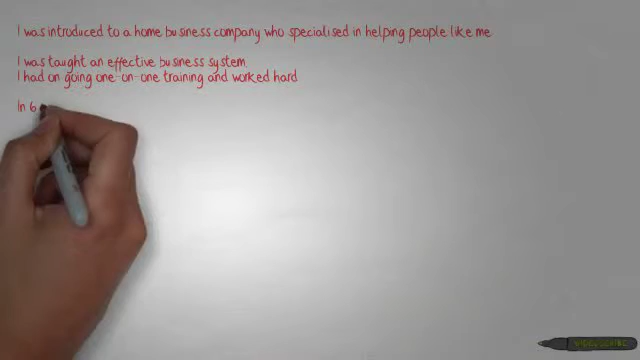 I was introduced to a home business company who specialised in helping people like me
I was taught an effective business system
I had on going one-on-one training and worked hard
In 6